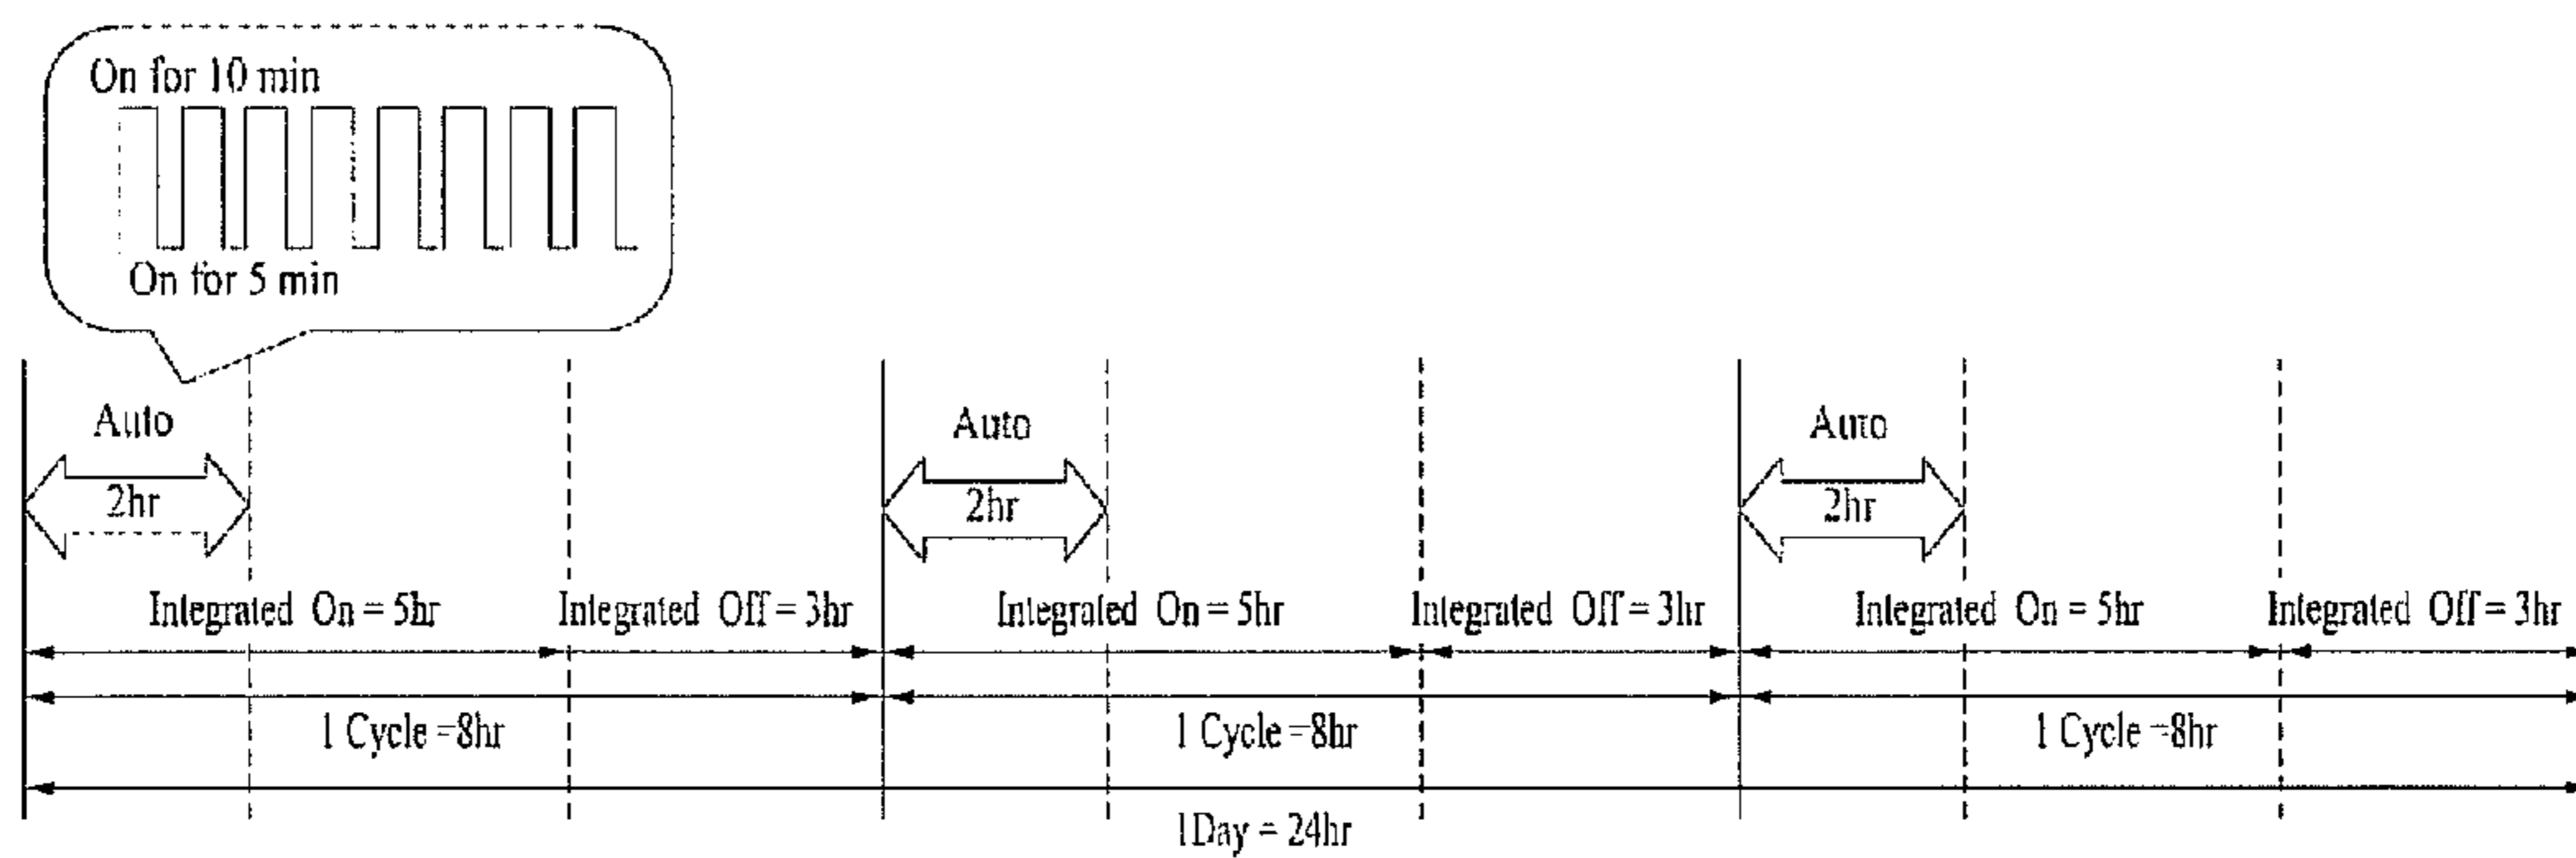 On for 10 min
On for 5 min
Auto
Auto
Auto
2hr
2hr
2hr
Integrated On = 5hr
Integrated Off = 3hr
Integrated On = 5hr
Integrated Off = 3hr
Integrated On = 5hr
Integrated Off = 3hr
1 Cycle =8hr
1 Cycle =8hr
1 Cycle =8hr
1Day = 24hr